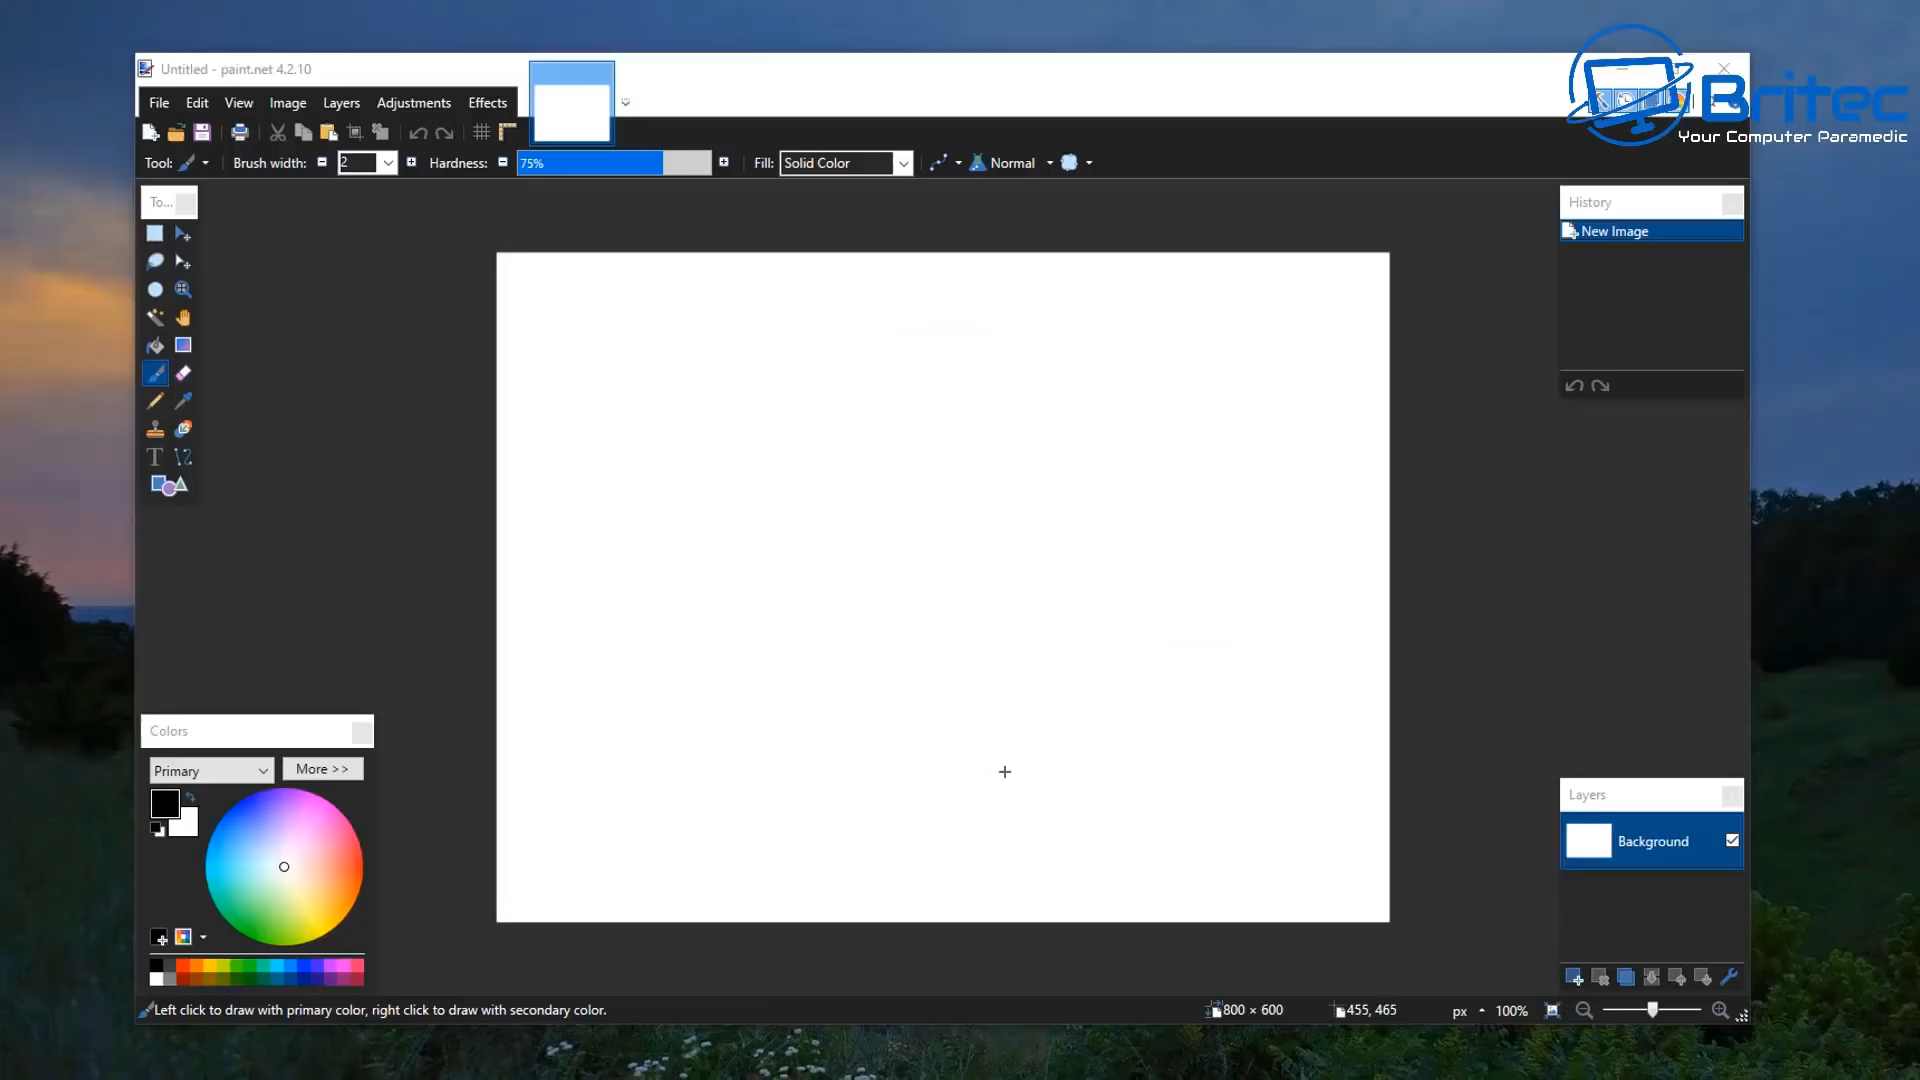 Untitled - paint.net 4.2.10
Britec
Your Computer Paramedic
File Edit View Image Layers Adjustments Effects
Tool: Brush width: 2 Hardness: 75% Fill: Solid Color Normal
To...
History
New Image
T
Colors
Primary More >>
Layers
Background
Left click to draw with primary color, right click to draw with secondary color. 800 × 600 455, 465 px 100%